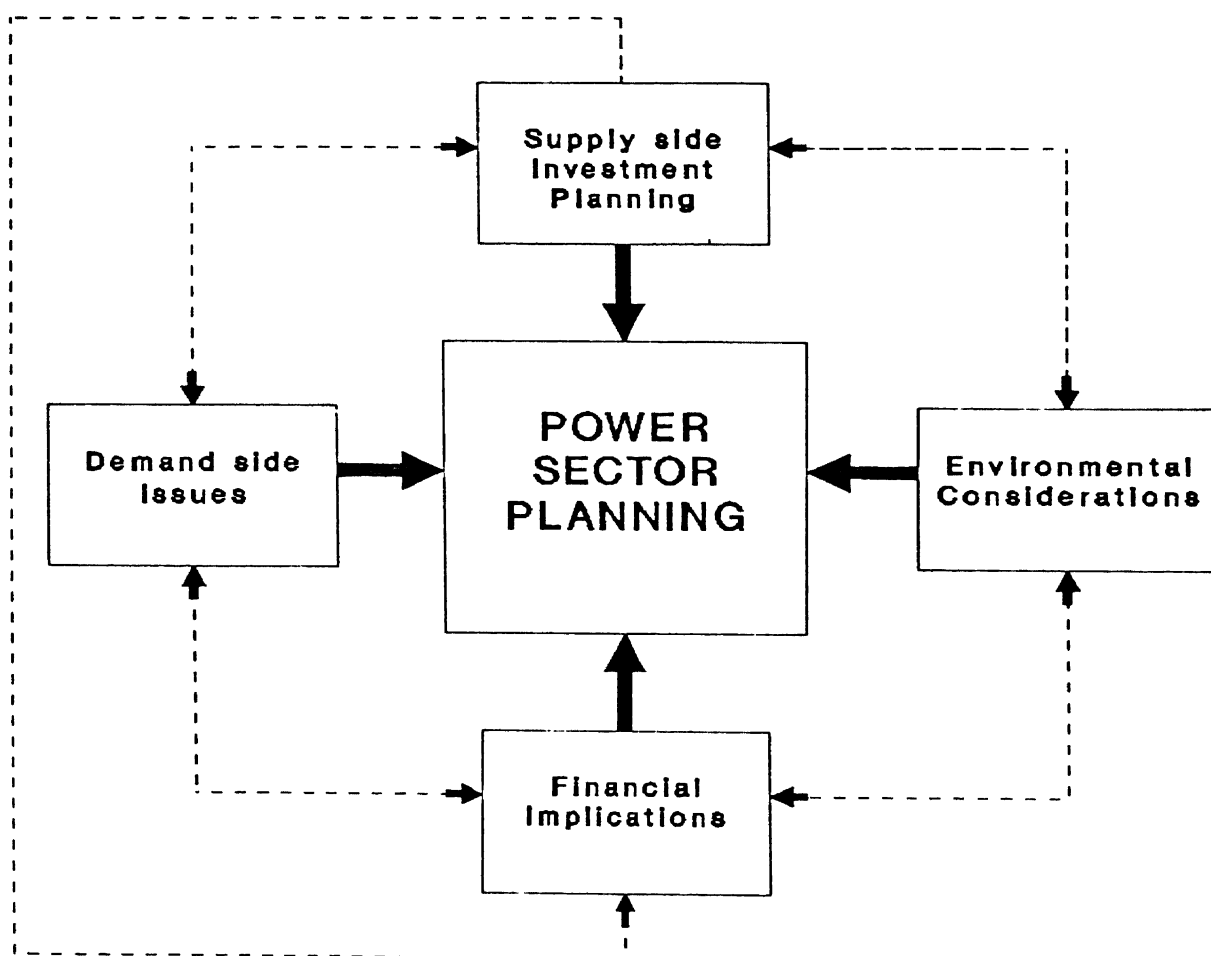 Supply side
Investment
Planning
POWER
SECTOR
PLANNING
Demand side
Issues
Environmental
Considerations
Financial
Implications